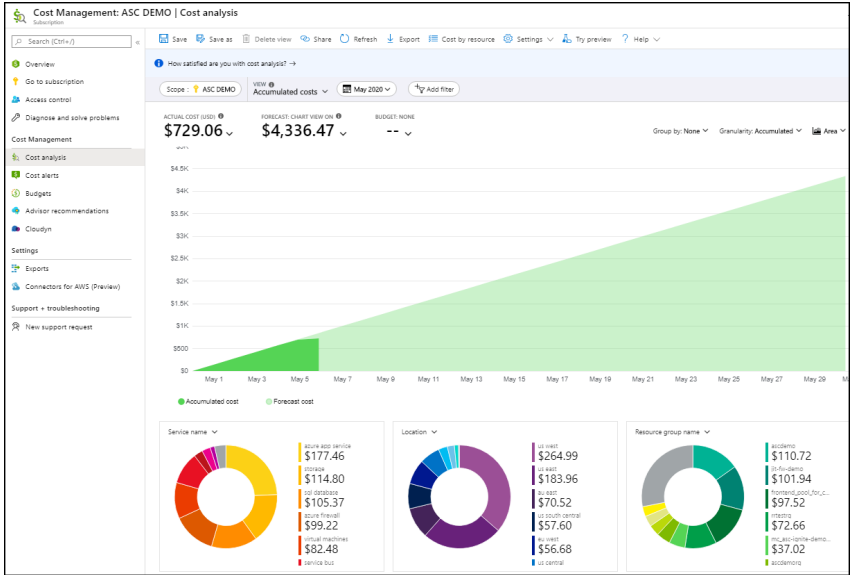 Cost Management: ASC DEMO | Cost analysis
Subscription
Search (Ctrl+/)
«
Overview
Go to subscription
Access control
Diagnose and solve problems
Cost Management
Cost analysis
Cost alerts
Budgets
Advisor recommendations
Cloudyn
Settings
Exports
Connectors for AWS (Preview)
Support + troubleshooting
New support request
Save Save as Delete view Share Refresh Export Cost by resource Settings Try preview Help
How satisfied are you with cost analysis? →
Scope : ASC DEMO VIEW Accumulated costs May 2020 Add filter
ACTUAL COST (USD) FORECAST: CHART VIEW ON BUDGET: NONE
$729.06 $4,336.47 --
Group by: None Granularity: Accumulated Area
$4.5K
$4K
$3.5K
$3K
$2.5K
$2K
$1.5K
$1K
$500
$0
May 1 May 3 May 5 May 7 May 9 May 11 May 13 May 15 May 17 May 19 May 21 May 23 May 25 May 27 May 29 M
Accumulated cost Forecast cost
Service name
azure app service
$177.46
storage
$114.80
sql database
$105.37
azure firewall
$99.22
virtual machines
$82.48
service bus
Location
us west
$264.99
us east
$183.96
au east
$70.52
us south central
$57.60
eu west
$56.68
us central
Resource group name
ascdemo
$110.72
jit-fw-demo
$101.94
frontend_pool_for_c...
$97.52
$72.66
mc_asc-ignite-demo...
$37.02
ascdemorg